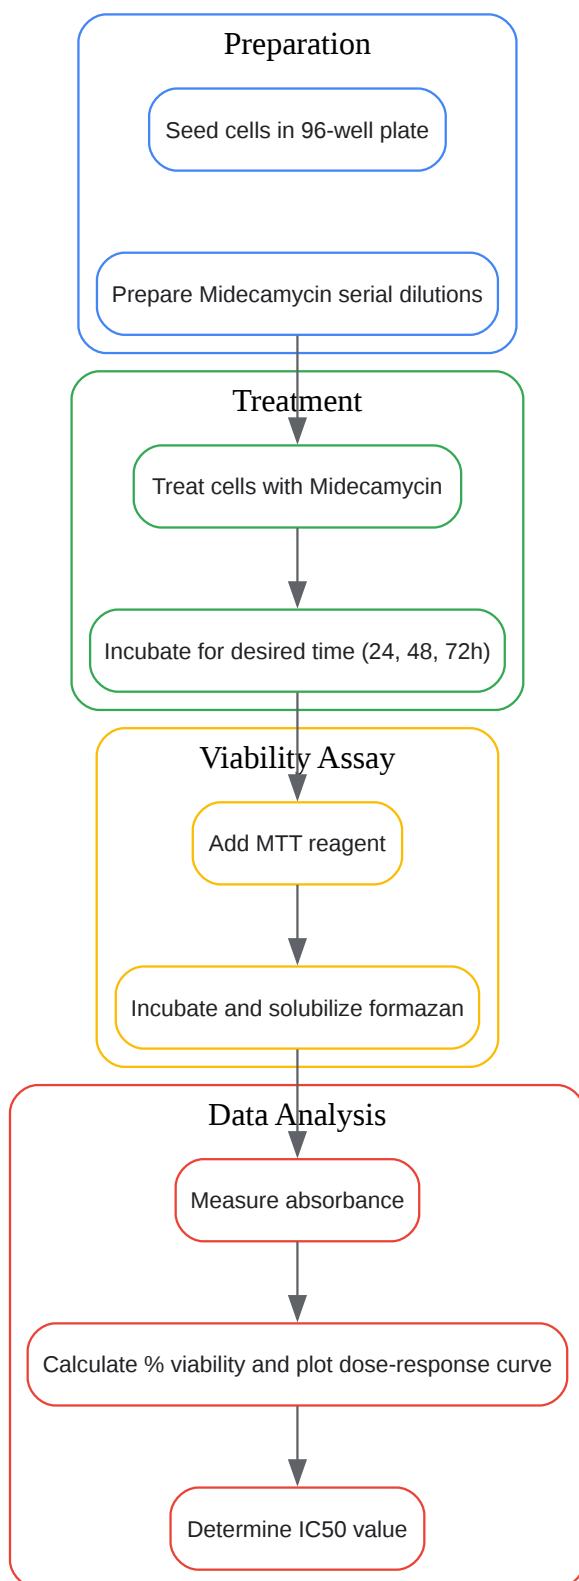 Preparation
Seed cells in 96-well plate
Prepare Midecamycin serial dilutions
Treatment
Treat cells with Midecamycin
Incubate for desired time (24, 48, 72h)
Viability Assay
Add MTT reagent
Incubate and solubilize formazan
Data Analysis
Measure absorbance
Calculate % viability and plot dose-response curve
Determine IC50 value